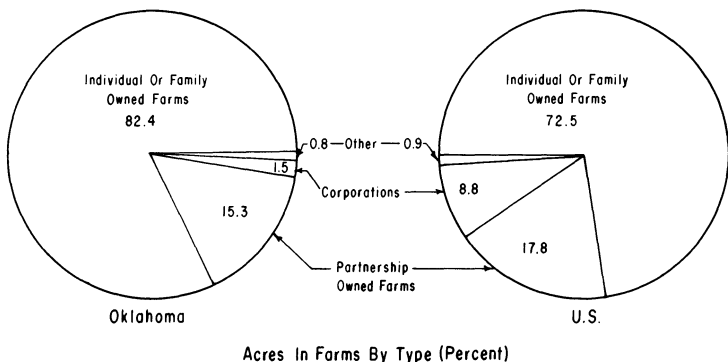 Individual Or Family
Owned Farms
82.4
Individual Or Family
Owned Farms
72.5
0.8 Other 0.9
1.5
Corporations
8.8
15.3
17.8
Partnership
Owned Farms
Oklahoma
U.S.
Acres In Farms By Type (Percent)